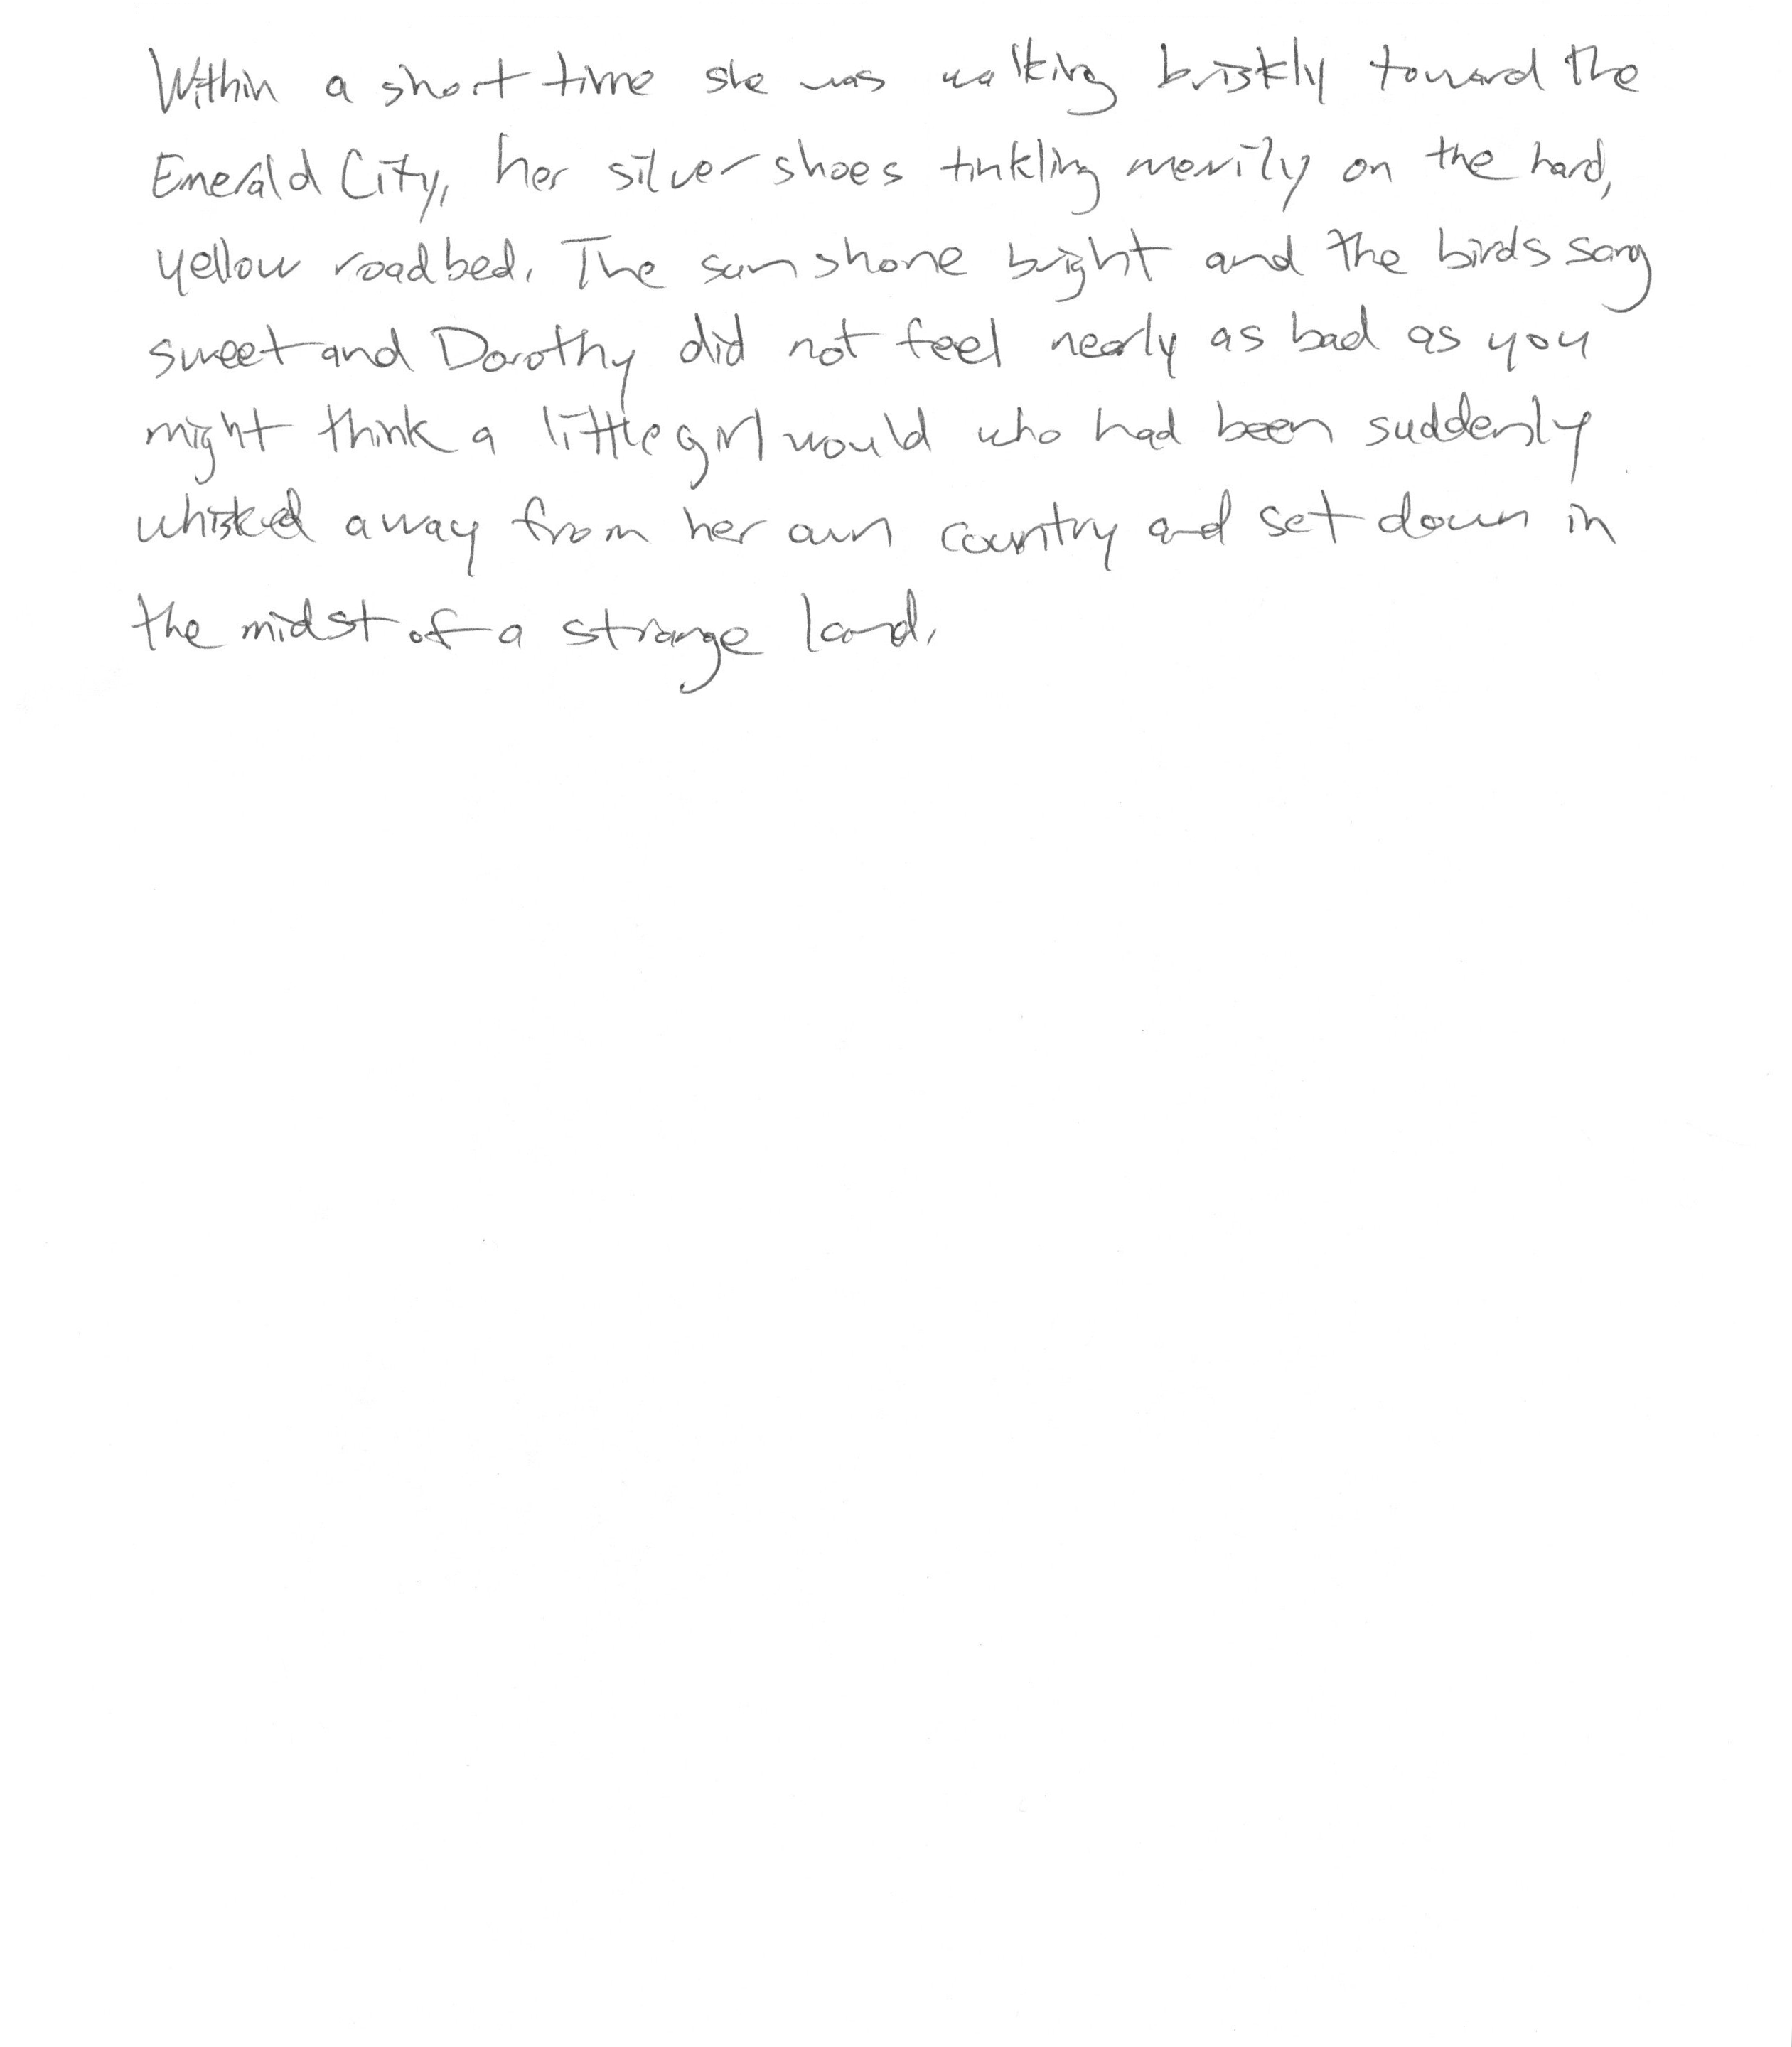 Within a short time she was walking briskly toward the
Emerald City, her silver shoes tinkling merrily on the hard,
yellow roadbed. The sun shone bright and the birds sang
sweet and Dorothy did not feel nearly as bad as you
might think a little girl would who had been suddenly
whisked away from her own country and set down in
the midst of a strange land.